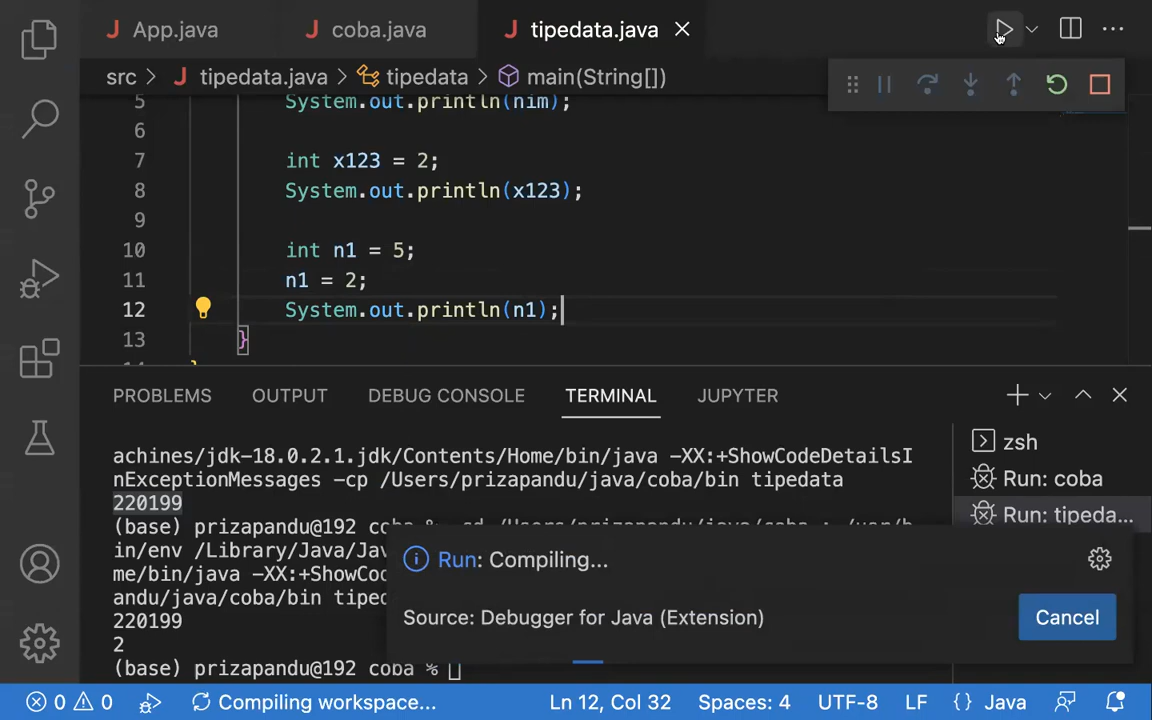 App.java
coba.java
tipedata.java
src > tipedata.java > tipedata > main(String[])
5 System.out.println(nim);
6
7 int x123 = 2;
8 System.out.println(x123);
9
10 int n1 = 5;
11 n1 = 2;
12 System.out.println(n1);
13 }
PROBLEMS OUTPUT DEBUG CONSOLE TERMINAL JUPYTER
achines/jdk-18.0.2.1.jdk/Contents/Home/bin/java -XX:+ShowCodeDetailsI
nExceptionMessages -cp /Users/prizapandu/java/coba/bin tipedata
220199
(base) prizapandu@192 coba % cd /Users/prizapandu/java/coba ; /usr/b
in/env /Library/Java/Jav
me/bin/java -XX:+ShowCod
andu/java/coba/bin tiped
220199
2
(base) prizapandu@192 coba %
zsh
Run: coba
Run: tipeda...
Run: Compiling...
Source: Debugger for Java (Extension)
Cancel
0 0 Compiling workspace... Ln 12, Col 32 Spaces: 4 UTF-8 LF {} Java